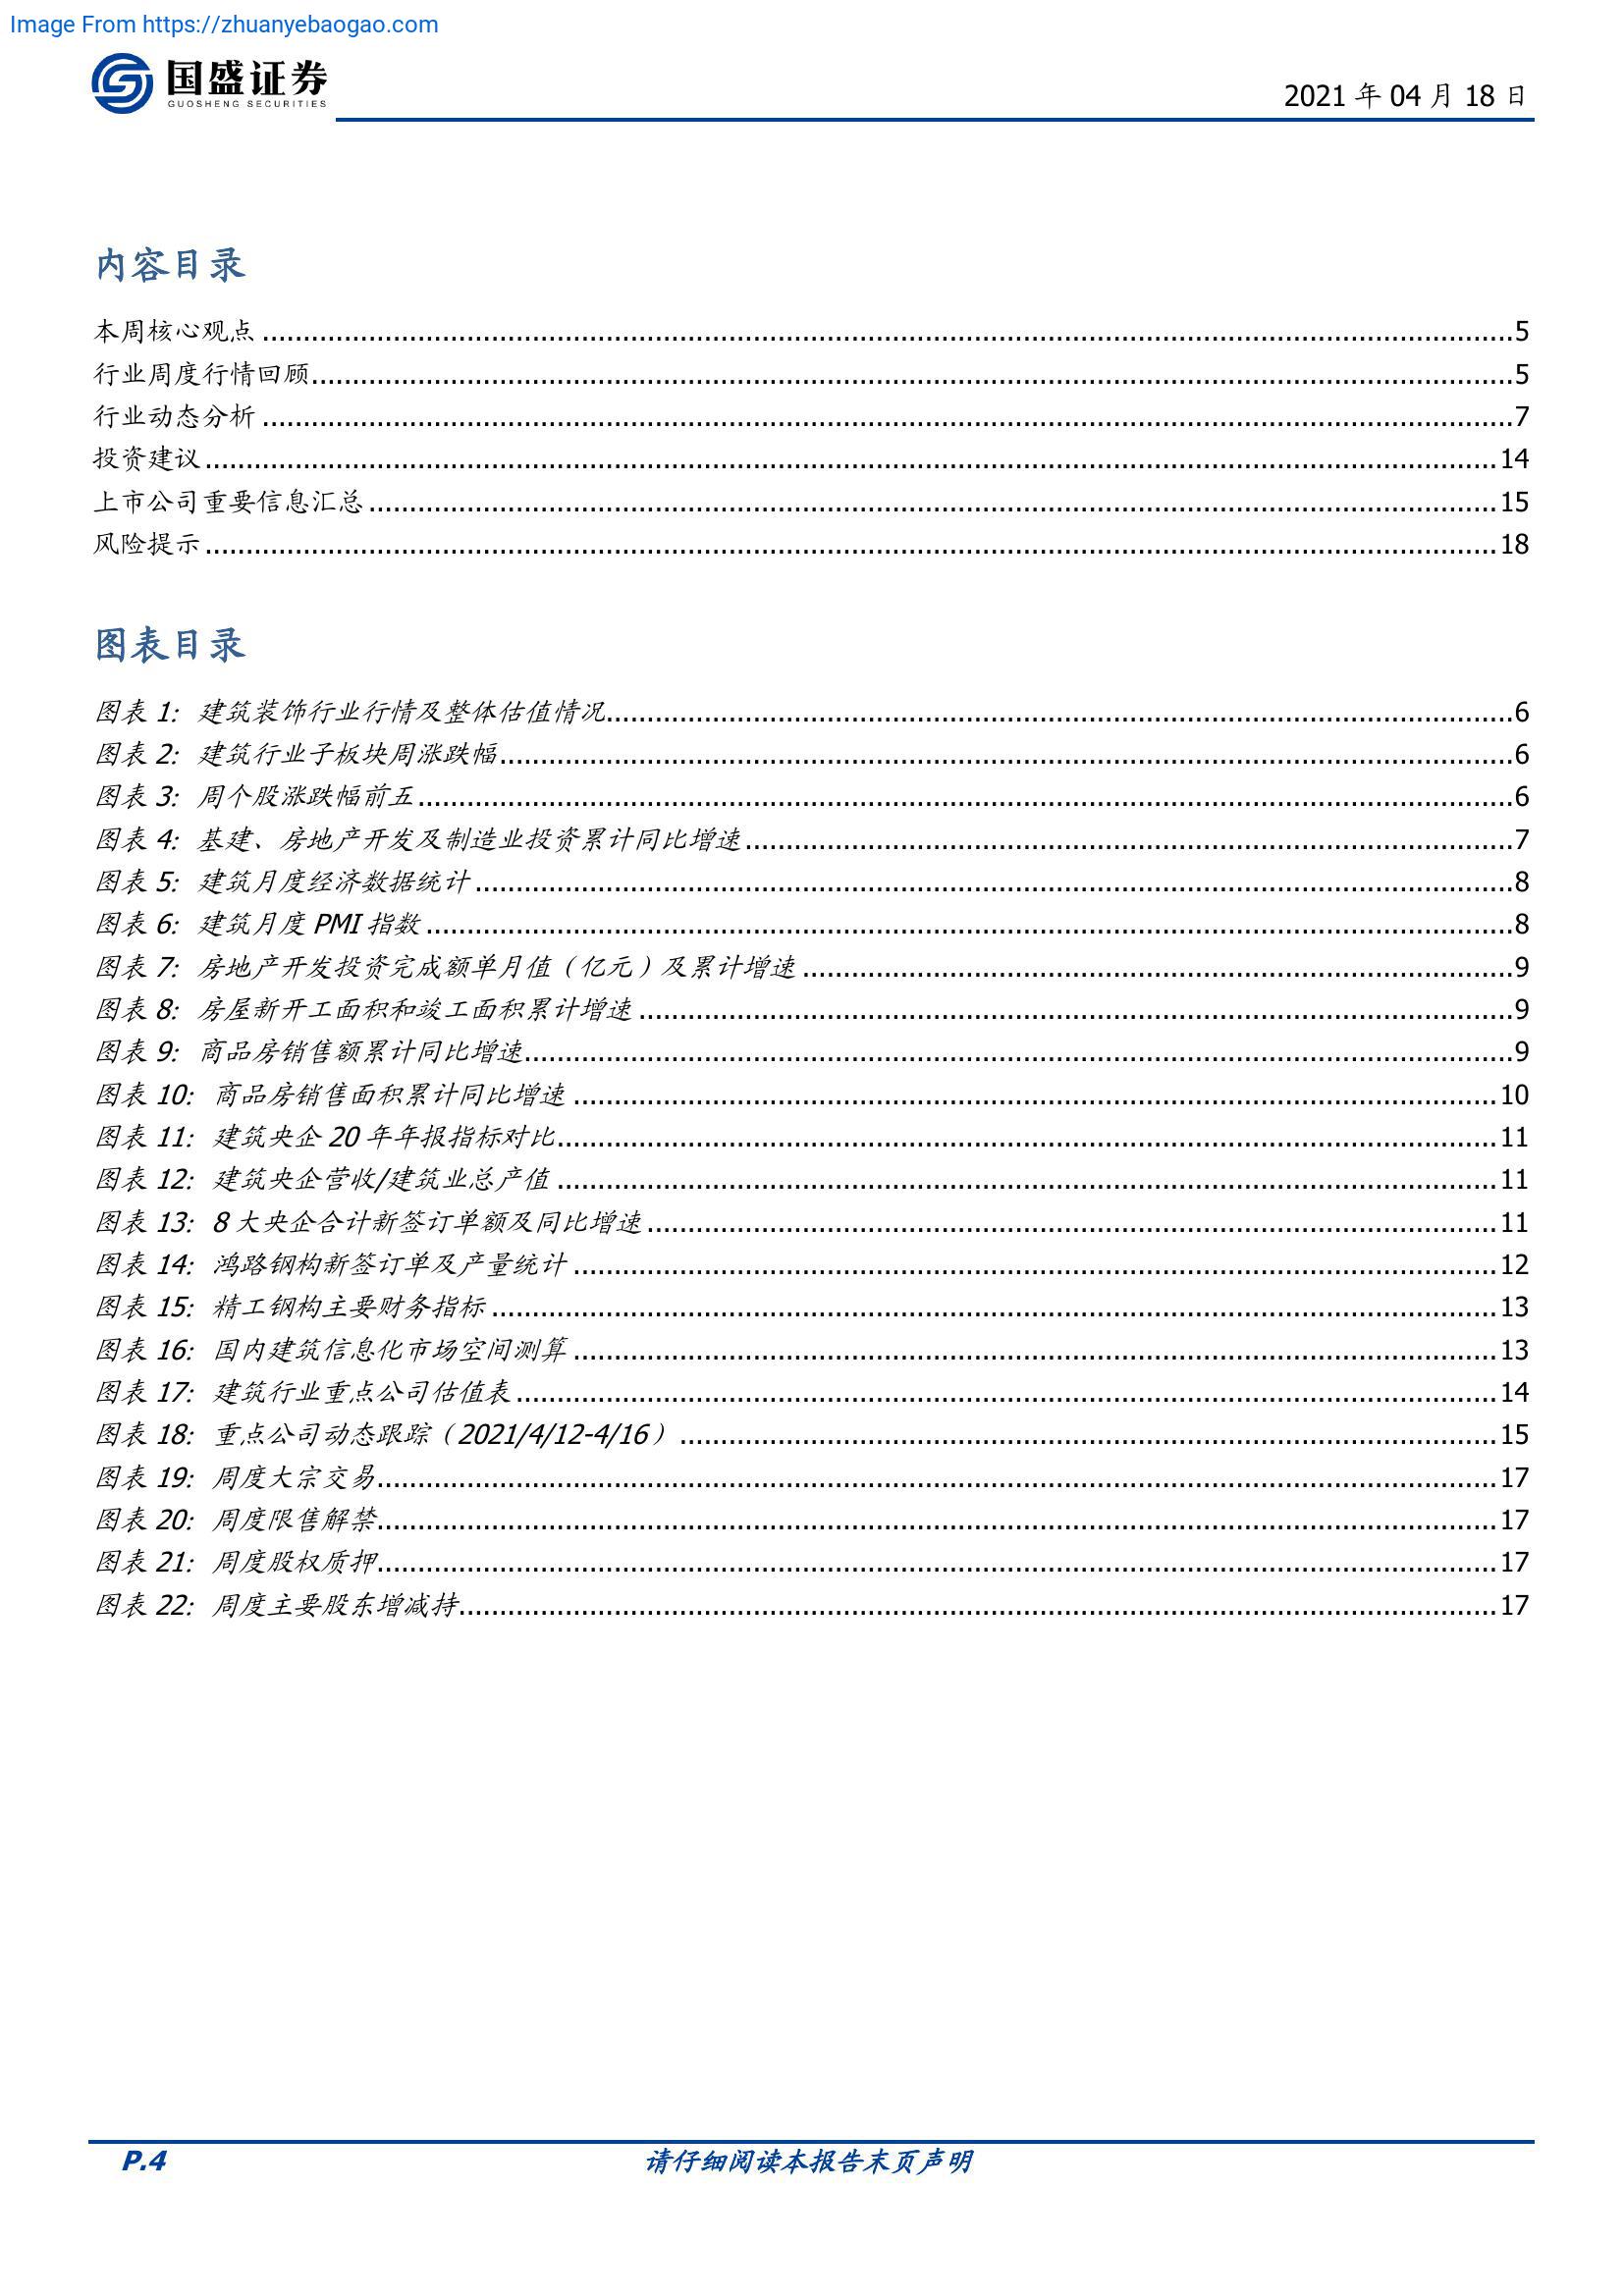 Image From https://zhuanyebaogao.com
国盛证券
GUOSHENG SECURITIES
2021 年 04 月 18 日
内容目录
本周核心观点 ........ 5
行业周度行情回顾 ........ 5
行业动态分析 ........ 7
投资建议 ........ 14
上市公司重要信息汇总 ........ 15
风险提示 ........ 18
图表目录
图表 1: 建筑装饰行业行情及整体估值情况 ........ 6
图表 2: 建筑行业子板块周涨跌幅 ........ 6
图表 3: 周个股涨跌幅前五 ........ 6
图表 4: 基建、房地产开发及制造业投资累计同比增速 ........ 7
图表 5: 建筑月度经济数据统计 ........ 8
图表 6: 建筑月度 PMI 指数 ........ 8
图表 7: 房地产开发投资完成额单月值（亿元）及累计增速 ........ 9
图表 8: 房屋新开工面积和竣工面积累计增速 ........ 9
图表 9: 商品房销售额累计同比增速 ........ 9
图表 10: 商品房销售面积累计同比增速 ........ 10
图表 11: 建筑央企 20 年年报指标对比 ........ 11
图表 12: 建筑央企营收/建筑业总产值 ........ 11
图表 13: 8 大央企合计新签订单额及同比增速 ........ 11
图表 14: 鸿路钢构新签订单及产量统计 ........ 12
图表 15: 精工钢构主要财务指标 ........ 13
图表 16: 国内建筑信息化市场空间测算 ........ 13
图表 17: 建筑行业重点公司估值表 ........ 14
图表 18: 重点公司动态跟踪（2021/4/12-4/16） ........ 15
图表 19: 周度大宗交易 ........ 17
图表 20: 周度限售解禁 ........ 17
图表 21: 周度股权质押 ........ 17
图表 22: 周度主要股东增减持 ........ 17
P.4
请仔细阅读本报告末页声明